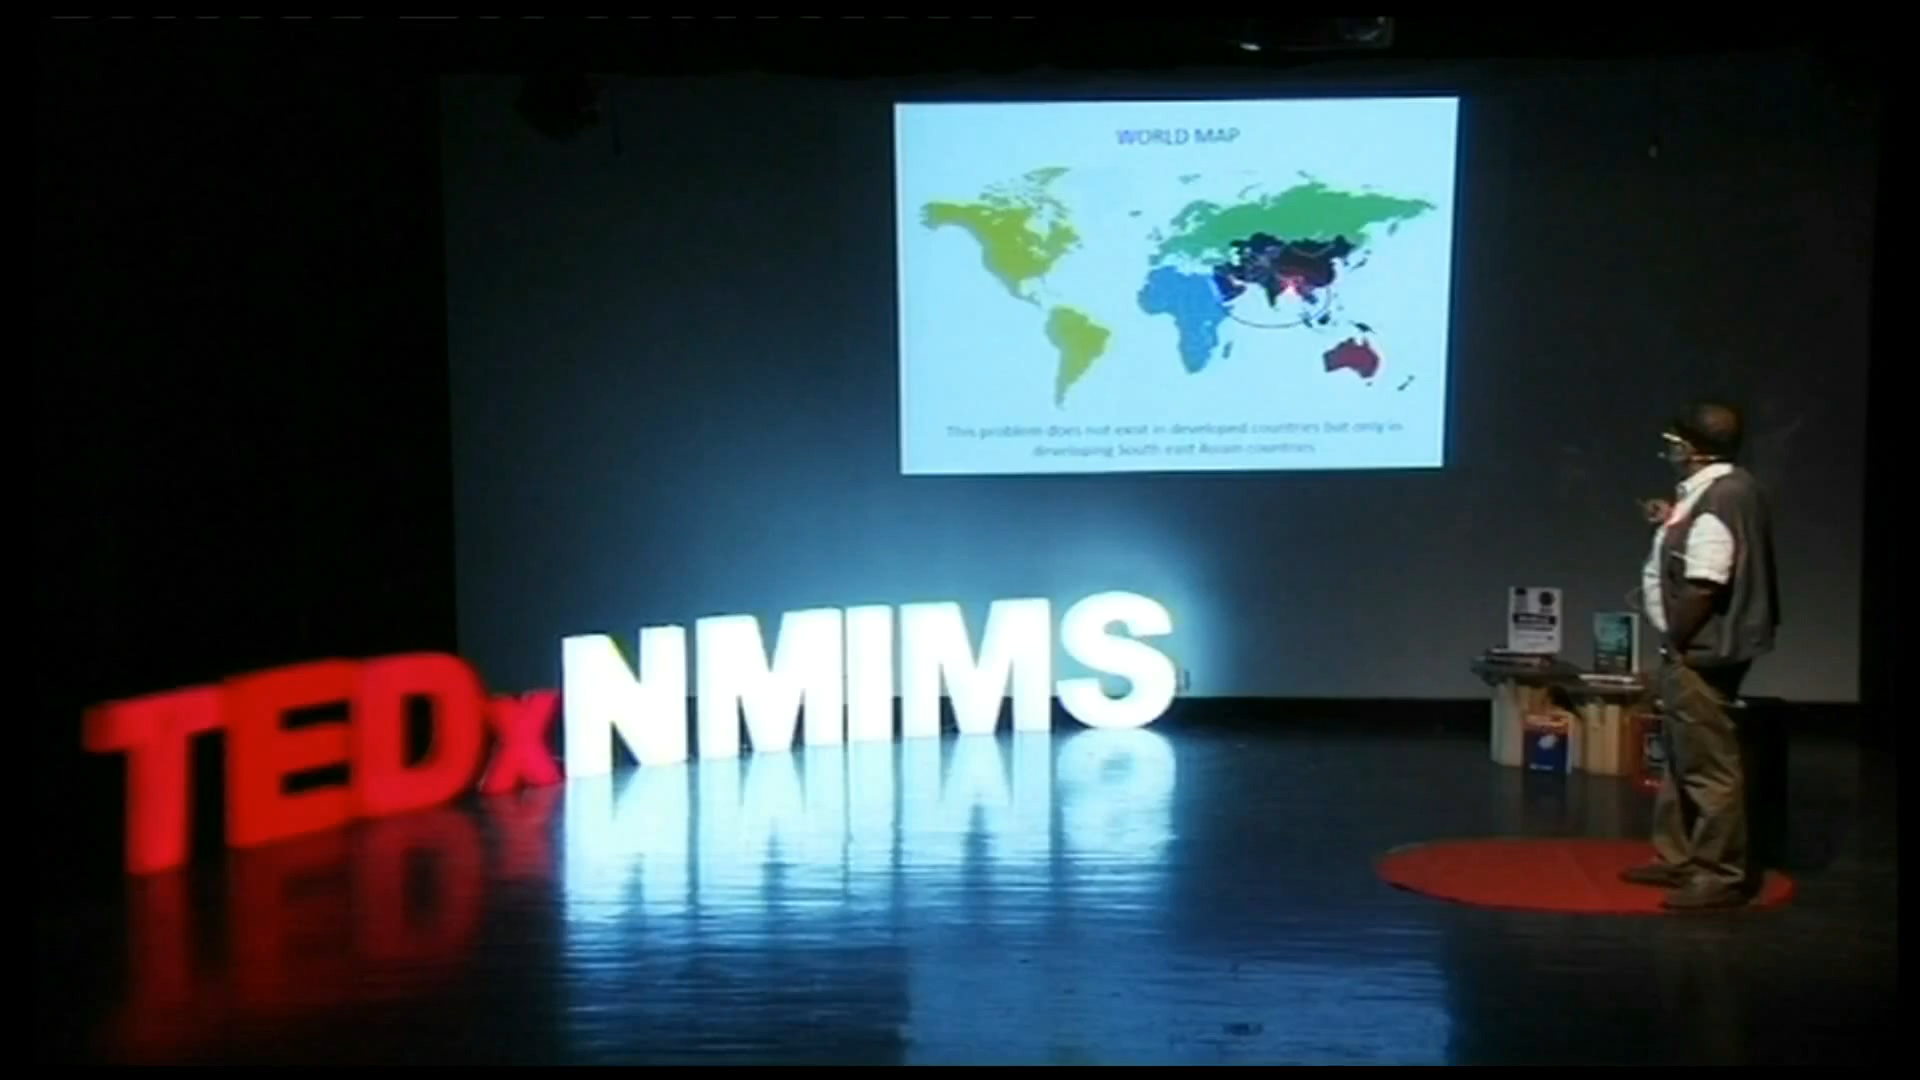 WORLD MAP
This problem does not exist in developed countries but only in
developing South east Asian countries
TEDxNMIMS